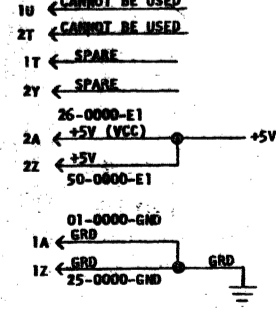 1U CANNOT BE USED
2T CANNOT BE USED
1T SPARE
2Y SPARE
26-0000-E1
2A +5V (VCC) +5V
2Z +5V
50-0000-E1
01-0000-GND
1A GRD
1Z GRD GRD
25-0000-GND